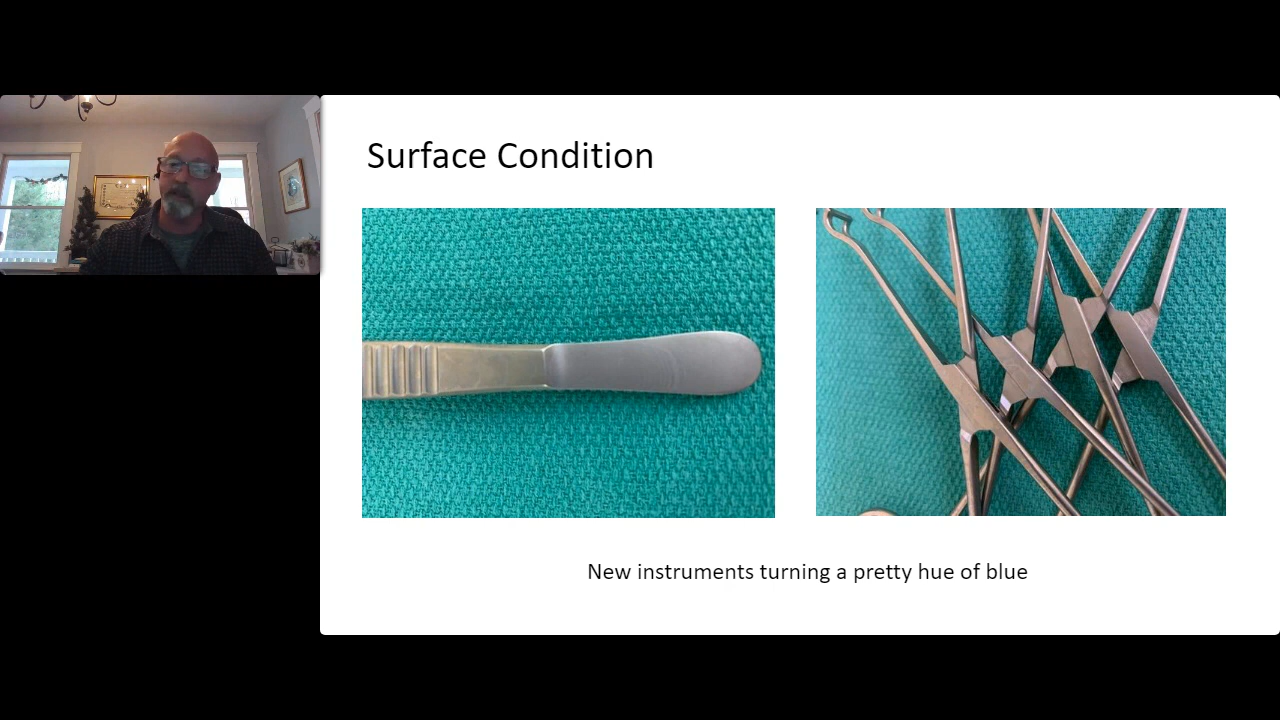 Surface Condition
New instruments turning a pretty hue of blue